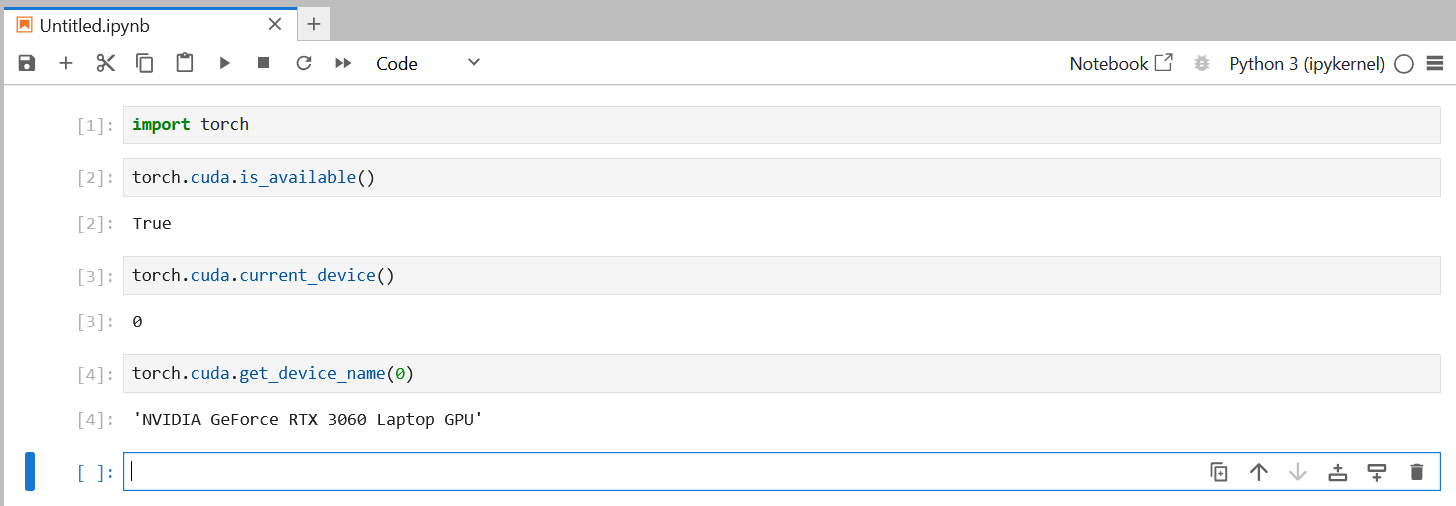 Untitled.ipynb
Code
Notebook
Python 3 (ipykernel)
[1]: import torch
[2]: torch.cuda.is_available()
[2]: True
[3]: torch.cuda.current_device()
[3]: 0
[4]: torch.cuda.get_device_name(0)
[4]: 'NVIDIA GeForce RTX 3060 Laptop GPU'
[ ]: